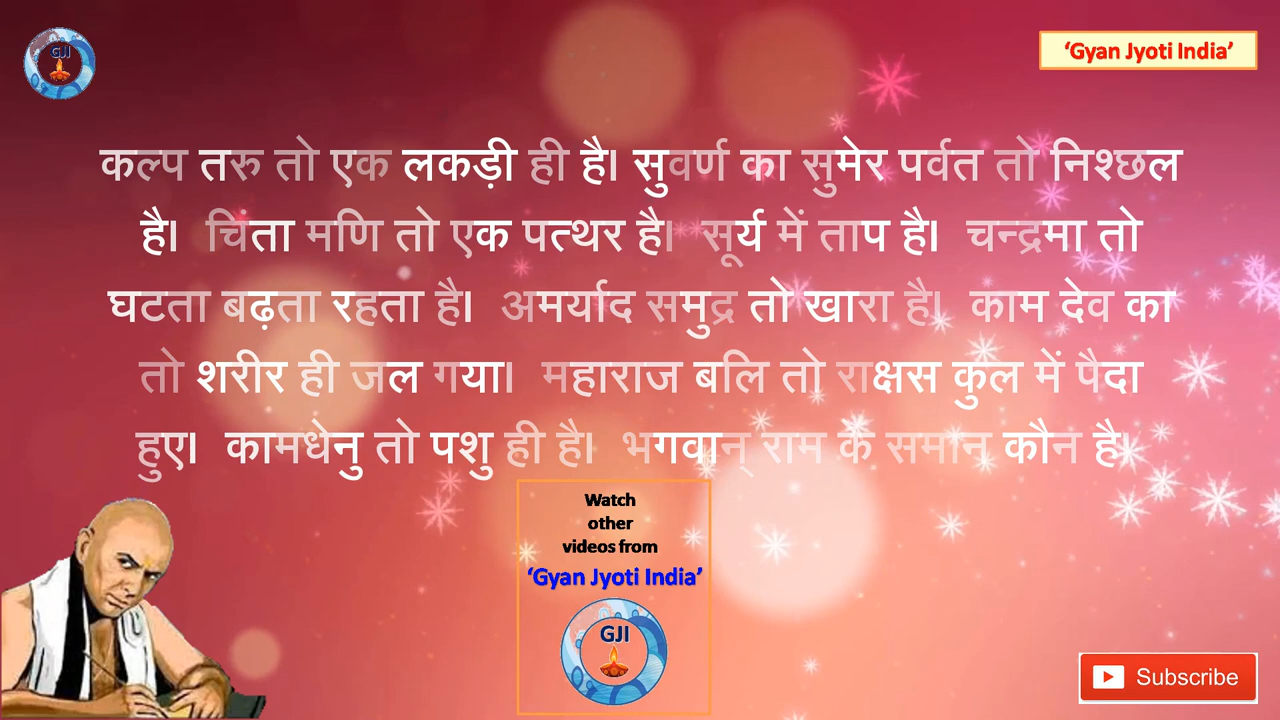 GJI
‘Gyan Jyoti India’
कल्प तरु तो एक लकड़ी ही है। सुवर्ण का सुमेर पर्वत तो निश्छल
है। चिंता मणि तो एक पत्थर है। सूर्य में ताप है। चन्द्रमा तो
घटता बढ़ता रहता है। अमर्याद समुद्र तो खारा है। काम देव का
तो शरीर ही जल गया। महाराज बलि तो राक्षस कुल में पैदा
हुए। कामधेनु तो पशु ही है। भगवान् राम के समान् कौन है।
Watch
other
videos from
‘Gyan Jyoti India’
GJI
Subscribe